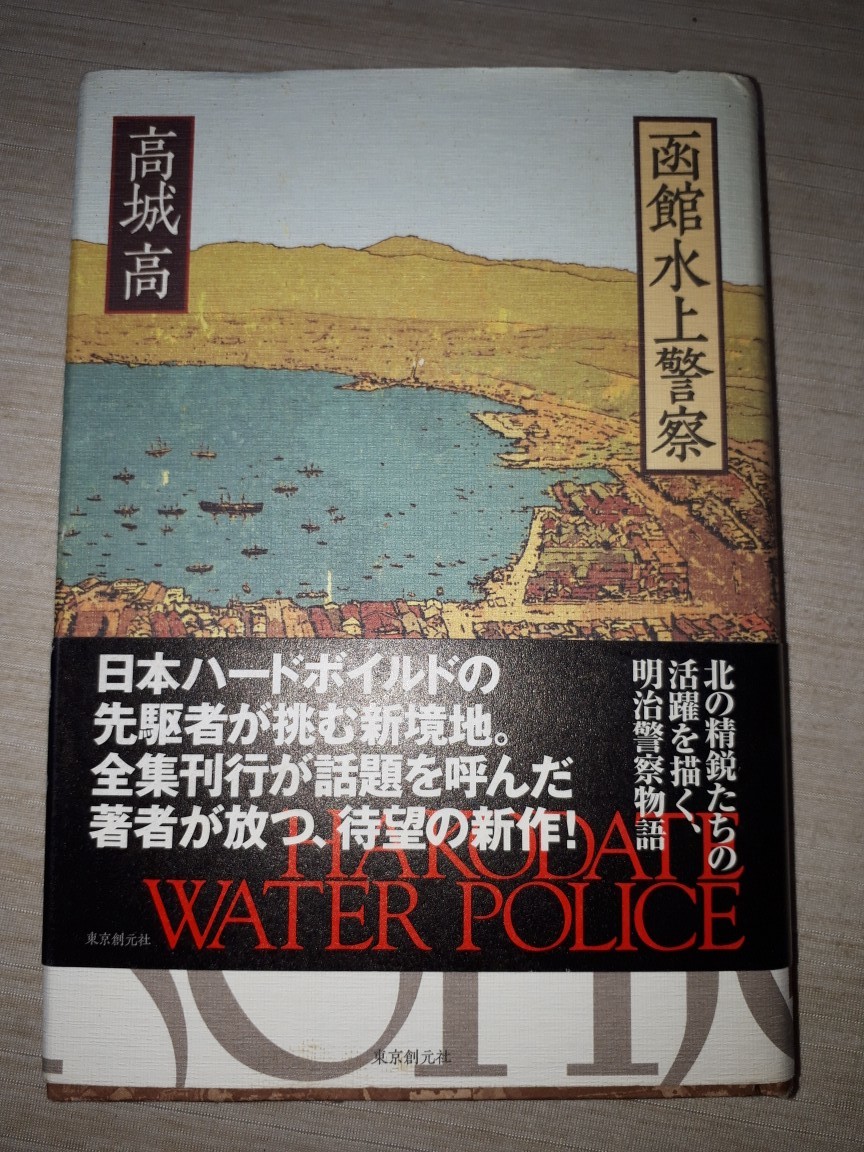 函館水上警察
高城高
北の精鋭たちの
活躍を描く、
明治警察物語
日本ハードボイルドの
先駆者が挑む新境地。
全集刊行が話題を呼んだ
著者が放つ、待望の新作!
HAKODATE
WATER POLICE
東京創元社
東京創元社